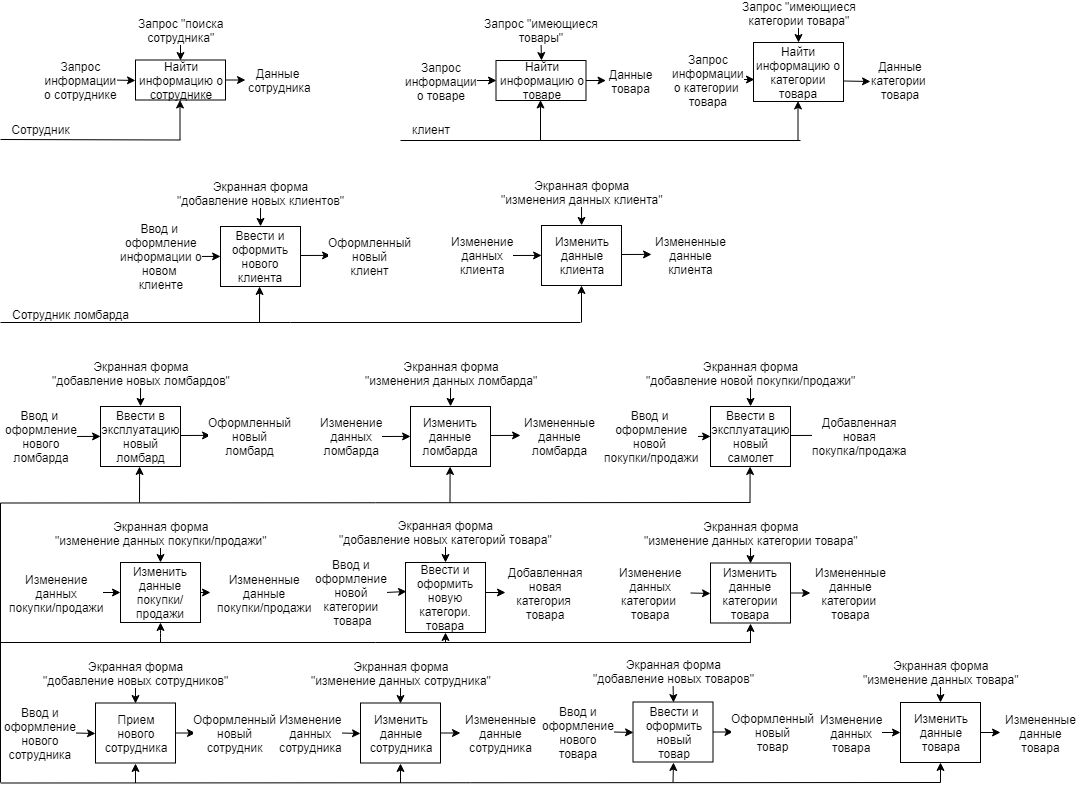 Запрос "поиска
сотрудника"
Запрос
информации
о сотруднике
Найти
информацию о
сотруднике
Данные
сотрудника
Сотрудник
Запрос "имеющиеся
товары"
Запрос
информации
о товаре
Найти
информацию о
товаре
Данные
товара
Запрос "имеющиеся
категории товара"
Запрос
информации
о категории
товара
Найти
информацию о
категории
товара
Данные
категории
товара
клиент
Экранная форма
"добавление новых клиентов"
Ввод и
оформление
информации о
новом
клиенте
Ввести и
оформить
нового
клиента
Оформленный
новый
клиент
Экранная форма
"изменения данных клиента"
Изменение
данных
клиента
Изменить
данные
клиента
Измененные
данные
клиента
Сотрудник ломбарда
Экранная форма
"добавление новых ломбардов"
Ввод и
оформление
нового
ломбарда
Ввести в
эксплуатацию
новый
ломбард
Оформленный
новый
ломбард
Экранная форма
"изменения данных ломбарда"
Изменение
данных
ломбарда
Изменить
данные
ломбарда
Измененные
данные
ломбарда
Экранная форма
"добавление новой покупки/продажи"
Ввод и
оформление
новой
покупки/продажи
Ввести в
эксплуатацию
новый
самолет
Добавленная
новая
покупка/продажа
Экранная форма
"изменение данных покупки/продажи"
Изменение
данных
покупки/продажи
Изменить
данные
покупки/
продажи
Измененные
данные
покупки/продажи
Экранная форма
"добавление новых категорий товара"
Ввод и
оформление
новой
категории
товара
Ввести и
оформить
новую
категори.
товара
Добавленная
новая
категория
товара
Экранная форма
"изменение данных категории товара"
Изменение
данных
категории
товара
Изменить
данные
категории
товара
Измененные
данные
категории
товара
Экранная форма
"добавление новых сотрудников"
Ввод и
оформление
нового
сотрудника
Прием
нового
сотрудника
Оформленный
новый
сотрудник
Экранная форма
"изменение данных сотрудника"
Изменение
данных
сотрудника
Изменить
данные
сотрудника
Измененные
данные
сотрудника
Экранная форма
"добавление новых товаров"
Ввод и
оформление
нового
товара
Ввести и
оформить
новый
товар
Оформленный
новый
товар
Экранная форма
"изменение данных товара"
Изменение
данных
товара
Изменить
данные
товара
Измененные
данные
товара